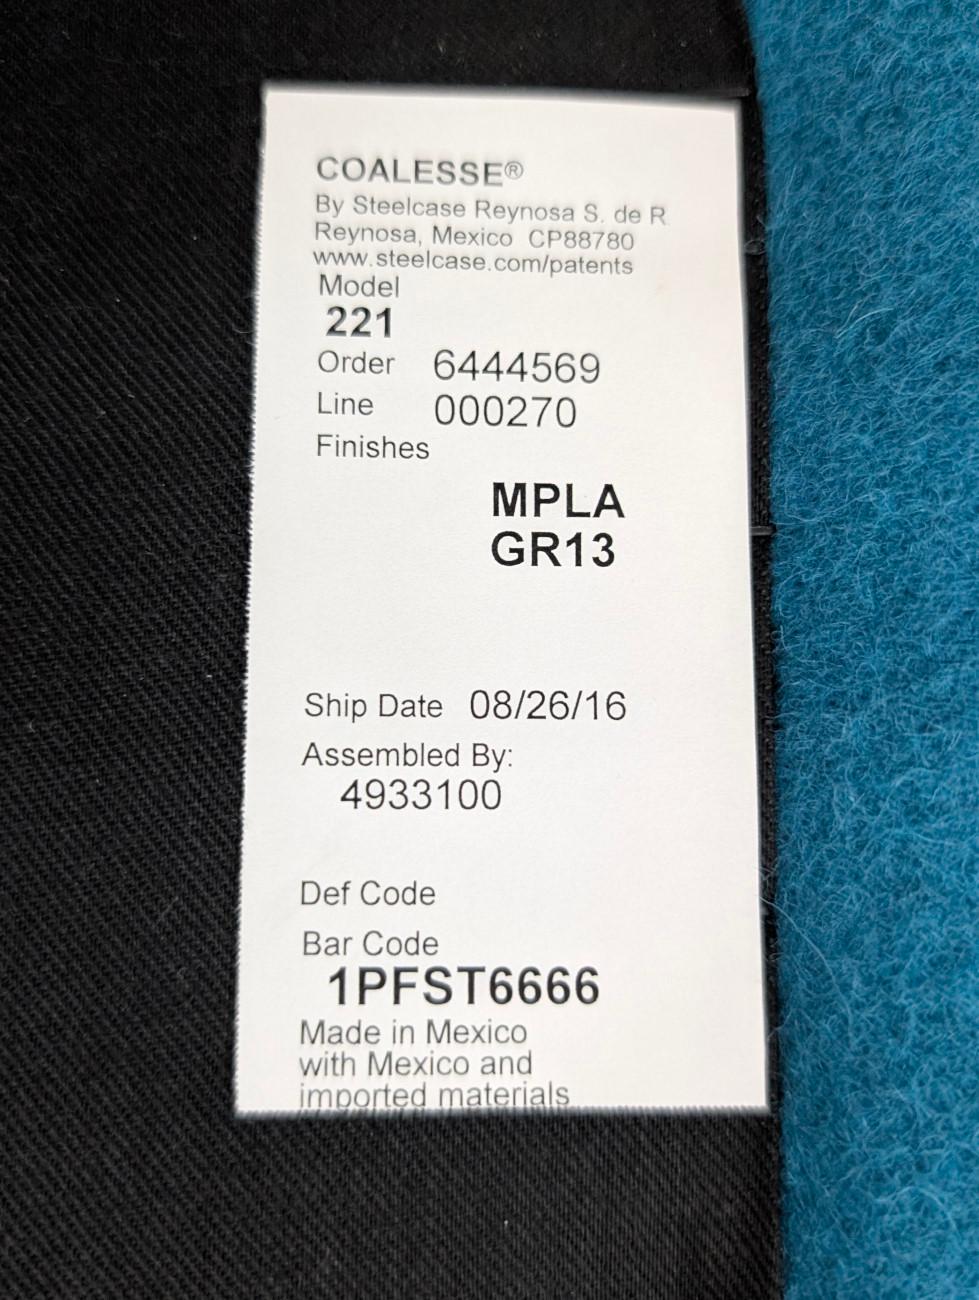 COALESSE®
By Steelcase Reynosa S. de R
Reynosa, Mexico CP88780
www.steelcase.com/patents
Model
221
Order 6444569
Line 000270
Finishes
MPLA
GR13
Ship Date 08/26/16
Assembled By:
4933100
Def Code
Bar Code
1PFST6666
Made in Mexico
with Mexico and
imported materials